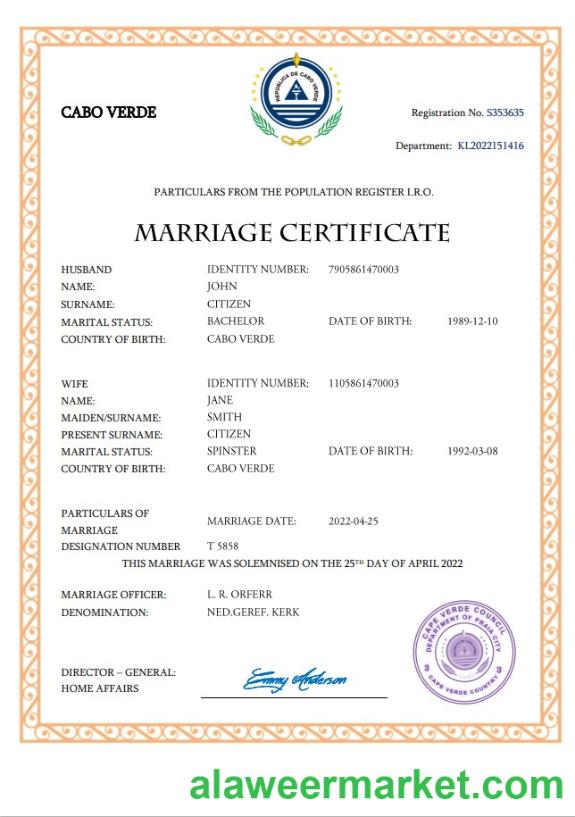 REPÚBLICA DE CABO VERDE
CABO VERDE
Registration No. S353635
Department: KL2022151416
PARTICULARS FROM THE POPULATION REGISTER I.R.O.
MARRIAGE CERTIFICATE
HUSBAND IDENTITY NUMBER: 7905861470003
NAME: JOHN
SURNAME: CITIZEN
MARITAL STATUS: BACHELOR DATE OF BIRTH: 1989-12-10
COUNTRY OF BIRTH: CABO VERDE
WIFE IDENTITY NUMBER: 1105861470003
NAME: JANE
MAIDEN/SURNAME: SMITH
PRESENT SURNAME: CITIZEN
MARITAL STATUS: SPINSTER DATE OF BIRTH: 1992-03-08
COUNTRY OF BIRTH: CABO VERDE
PARTICULARS OF
MARRIAGE MARRIAGE DATE: 2022-04-25
DESIGNATION NUMBER T 5858
THIS MARRIAGE WAS SOLEMNISED ON THE 25TH DAY OF APRIL 2022
MARRIAGE OFFICER: L. R. ORFERR
DENOMINATION: NED.GEREF. KERK
CAPE VERDE COUNCIL
DEPARTMENT OF PRAIA CITY
CAPE VERDE COUNTRY
DIRECTOR – GENERAL:
HOME AFFAIRS
Emmy Anderson
alaweermarket.com